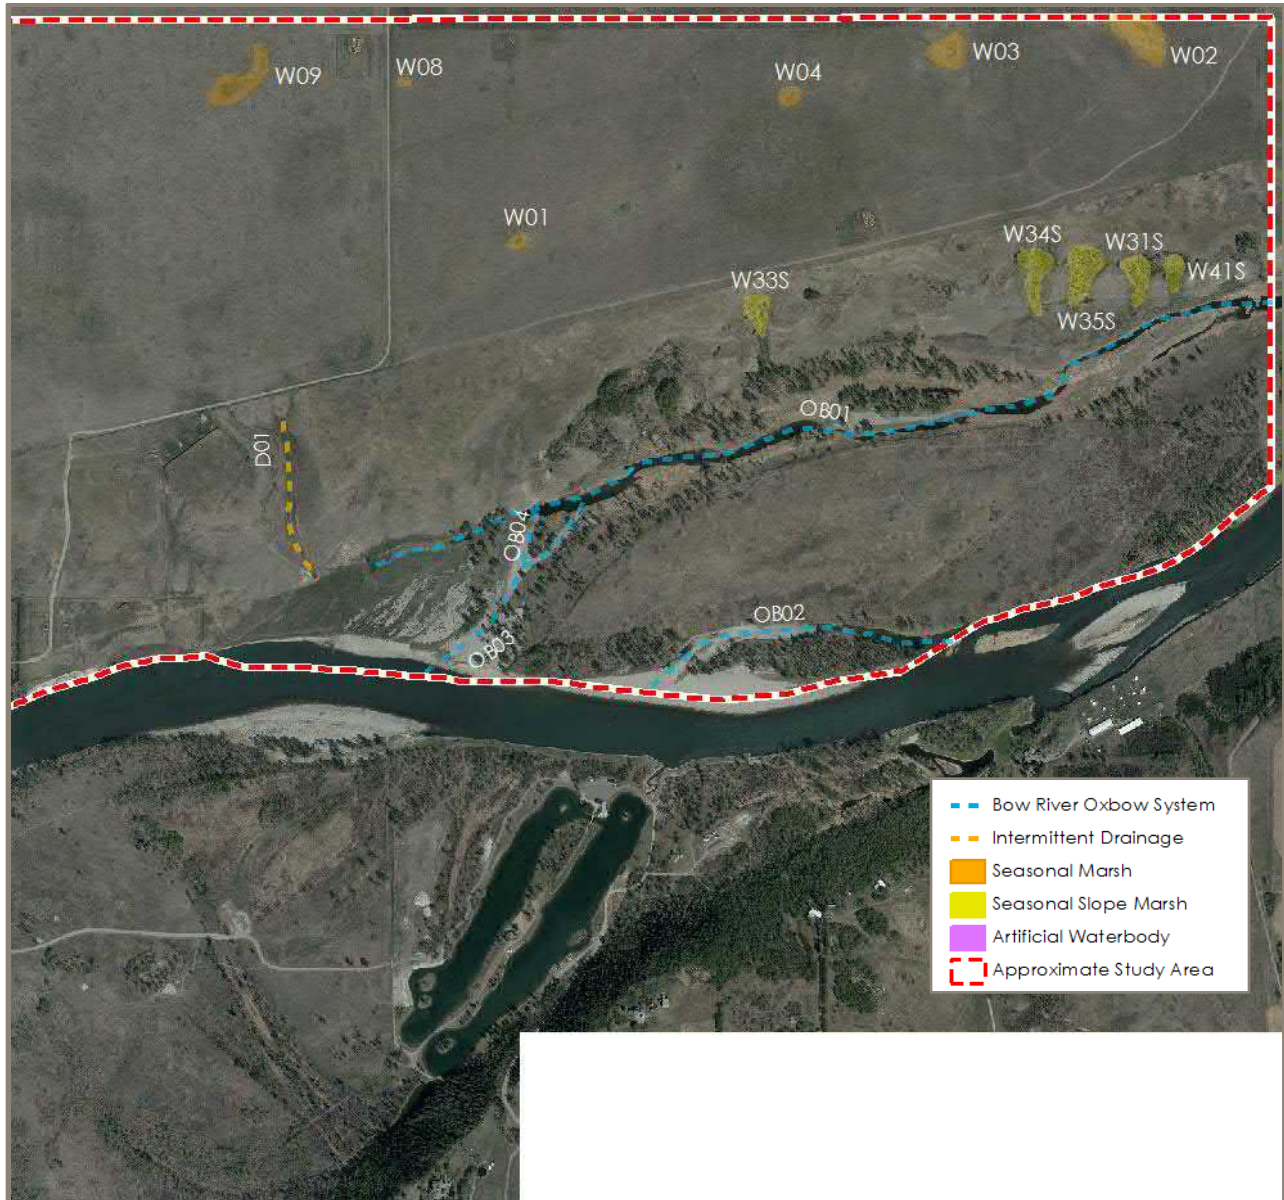 W09
W08
W04
W03
W02
W01
W33S
W34S
W31S
W41S
W35S
OB01
D01
OB04
OB03
OB02
Bow River Oxbow System
Intermittent Drainage
Seasonal Marsh
Seasonal Slope Marsh
Artificial Waterbody
Approximate Study Area